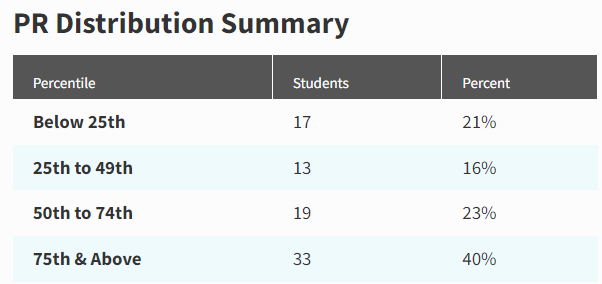 PR Distribution Summary
Percentile Students Percent
Below 25th 17 21%
25th to 49th 13 16%
50th to 74th 19 23%
75th & Above 33 40%